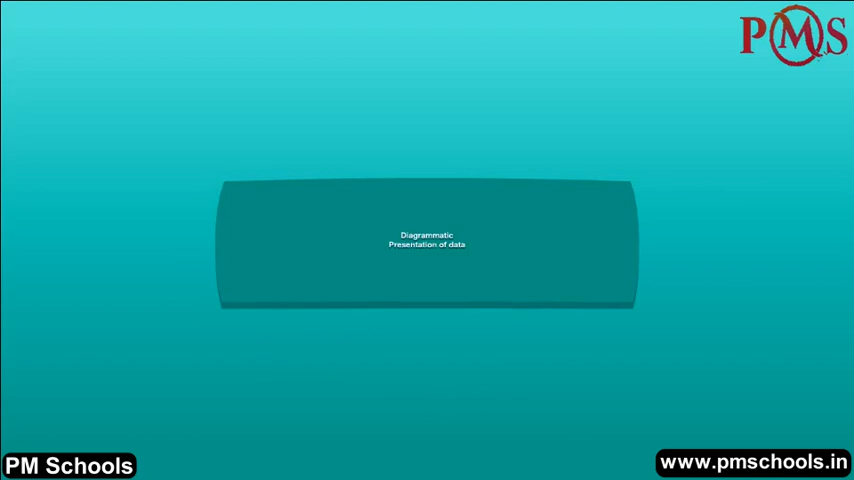 PMS
Diagrammatic
Presentation of data
PM Schools
www.pmschools.in